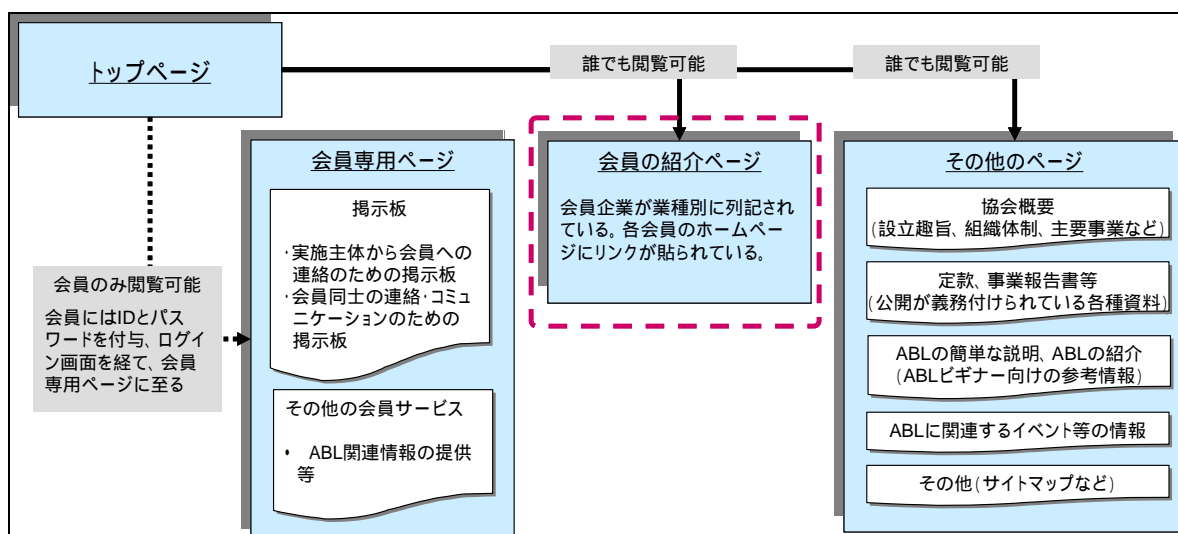 トップページ
誰でも閲覧可能
誰でも閲覧可能
会員のみ閲覧可能
会員にはIDとパス
ワードを付与、ログイ
ン画面を経て、会員
専用ページに至る
会員専用ページ
掲示板
・実施主体から会員への
連絡のための掲示板
・会員同士の連絡・コミュ
ニケーションのための
掲示板
その他の会員サービス
• ABL関連情報の提供
等
会員の紹介ページ
会員企業が業種別に列記され
ている。各会員のホームペー
ジにリンクが貼られている。
その他のページ
協会概要
(設立趣旨、組織体制、主要事業など)
定款、事業報告書等
(公開が義務付けられている各種資料)
ABLの簡単な説明、ABLの紹介
(ABLビギナー向けの参考情報)
ABLに関連するイベント等の情報
その他(サイトマップなど)